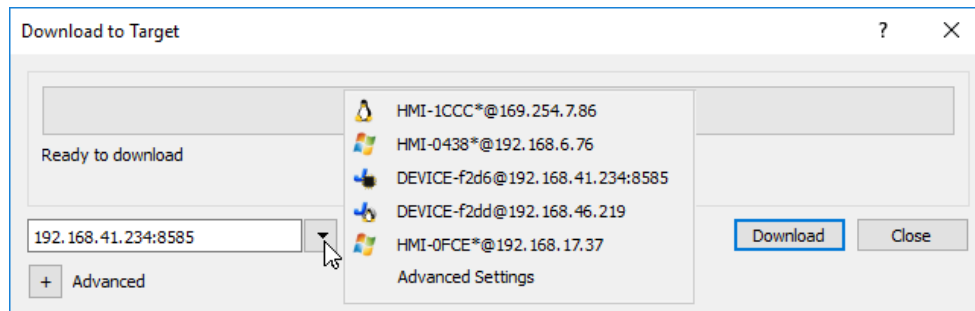 Download to Target
?
HMI-1CCC*@169.254.7.86
HMI-0438*@192.168.6.76
Ready to download
DEVICE-f2d6@192.168.41.234:8585
DEVICE-f2dd@192.168.46.219
192.168.41.234:8585
HMI-0FCE*@192.168.17.37
Download
Close
+ Advanced
Advanced Settings